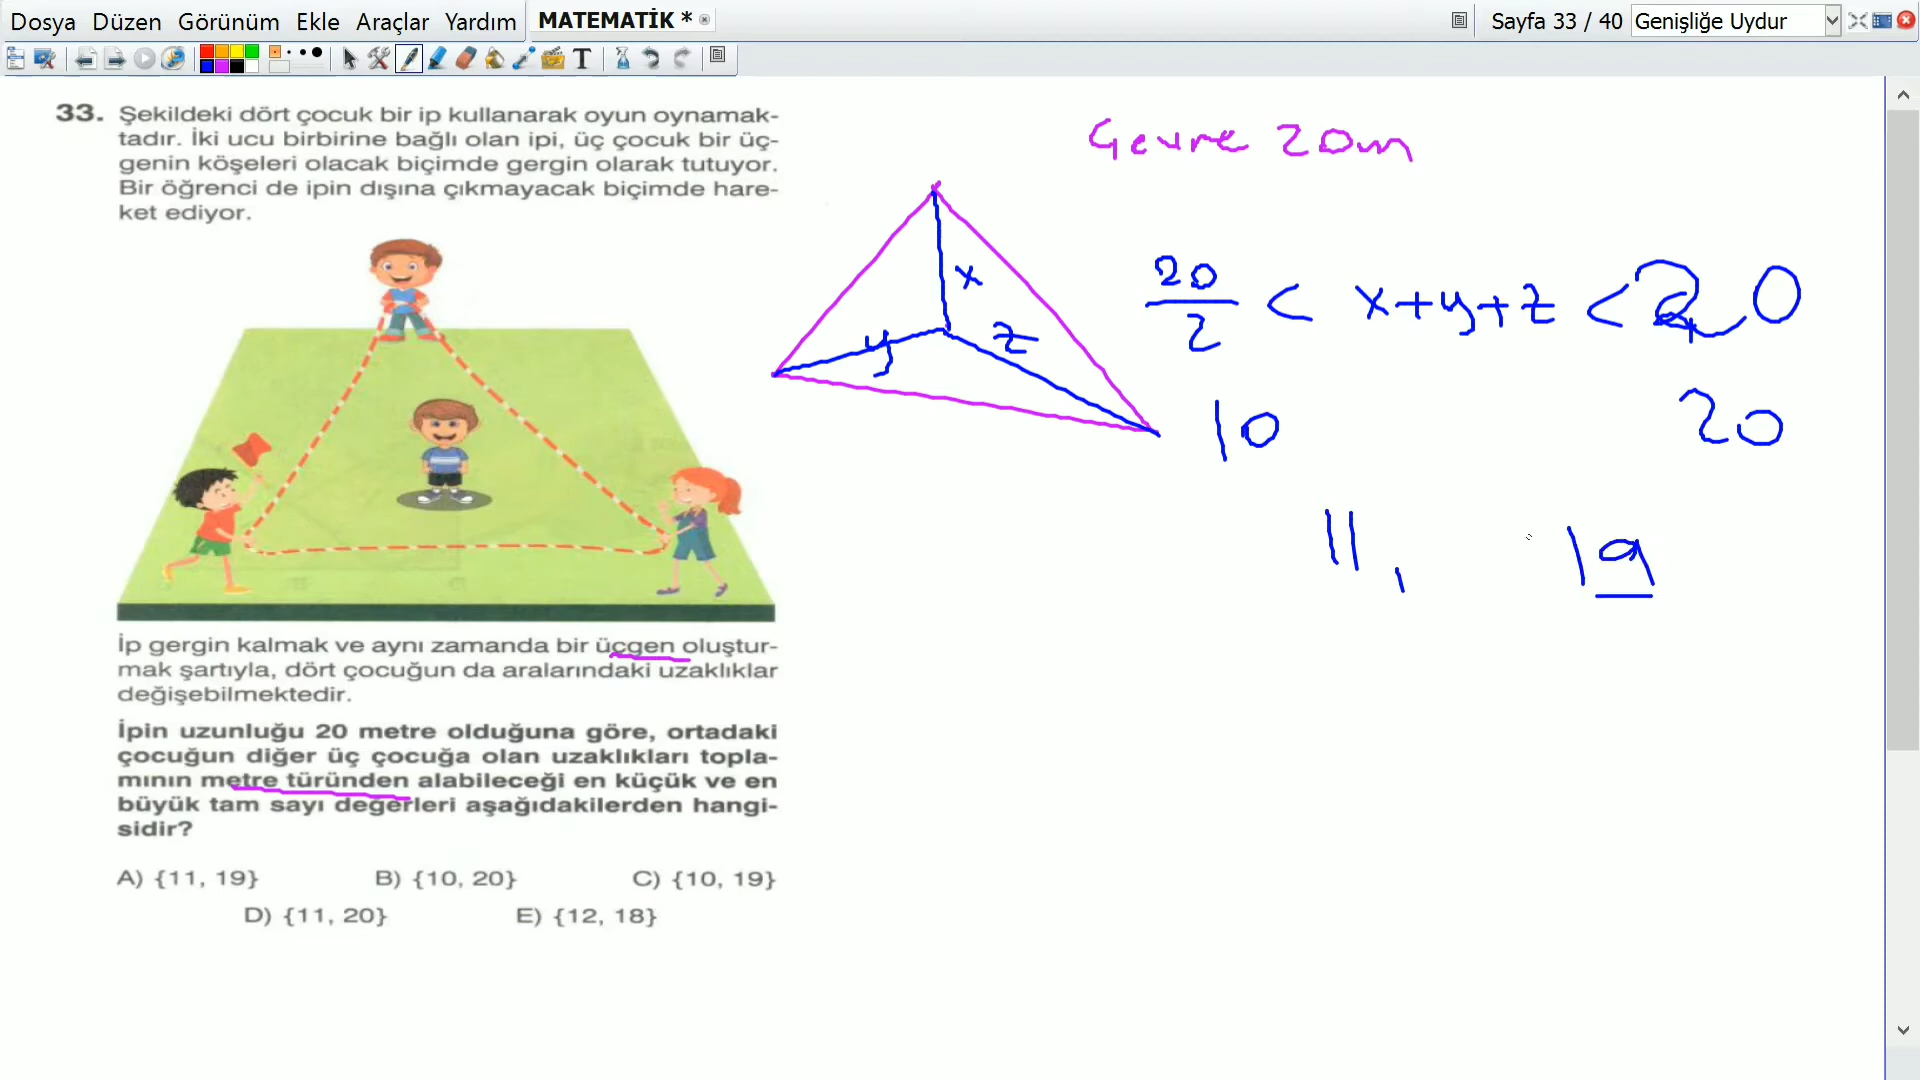 Dosya Düzen Görünüm Ekle Araçlar Yardım MATEMATİK * Sayfa 33 / 40 Genişliğe Uydur
33. Şekildeki dört çocuk bir ip kullanarak oyun oynamak-
tadır. İki ucu birbirine bağlı olan ipi, üç çocuk bir üç-
genin köşeleri olacak biçimde gergin olarak tutuyor.
Bir öğrenci de ipin dışına çıkmayacak biçimde hare-
ket ediyor.
Çevre 20m
x
y
z
20/2 < x+y+z < 20
10 20
11, 19
İp gergin kalmak ve aynı zamanda bir üçgen oluştur-
mak şartıyla, dört çocuğun da aralarındaki uzaklıklar
değişebilmektedir.
İpin uzunluğu 20 metre olduğuna göre, ortadaki
çocuğun diğer üç çocuğa olan uzaklıkları topla-
mının metre türünden alabileceği en küçük ve en
büyük tam sayı değerleri aşağıdakilerden hangi-
sidir?
A) {11, 19} B) {10, 20} C) {10, 19}
D) {11, 20} E) {12, 18}